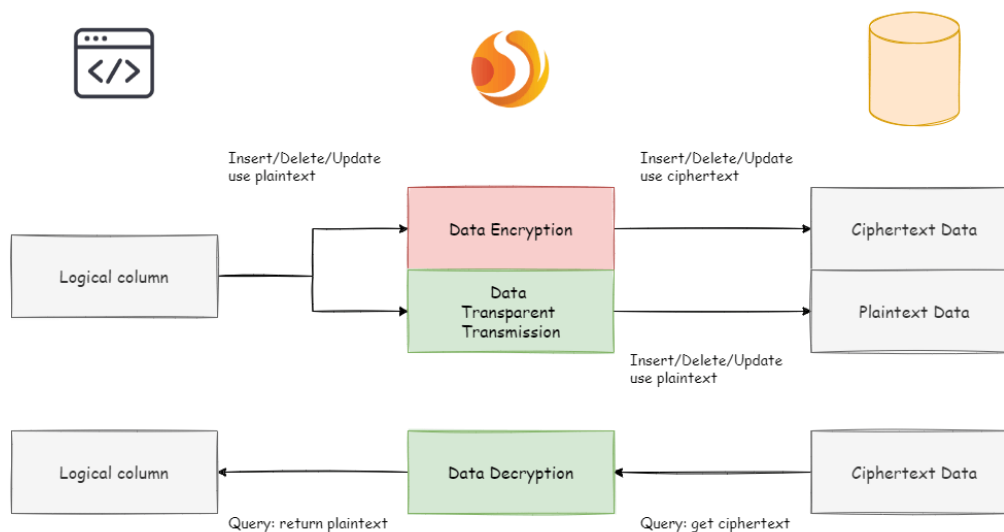 Insert/Delete/Update
use plaintext
Insert/Delete/Update
use ciphertext
Logical column
Data Encryption
Ciphertext Data
Data
Transparent
Transmission
Plaintext Data
Insert/Delete/Update
use plaintext
Logical column
Data Decryption
Ciphertext Data
Query: return plaintext
Query: get ciphertext